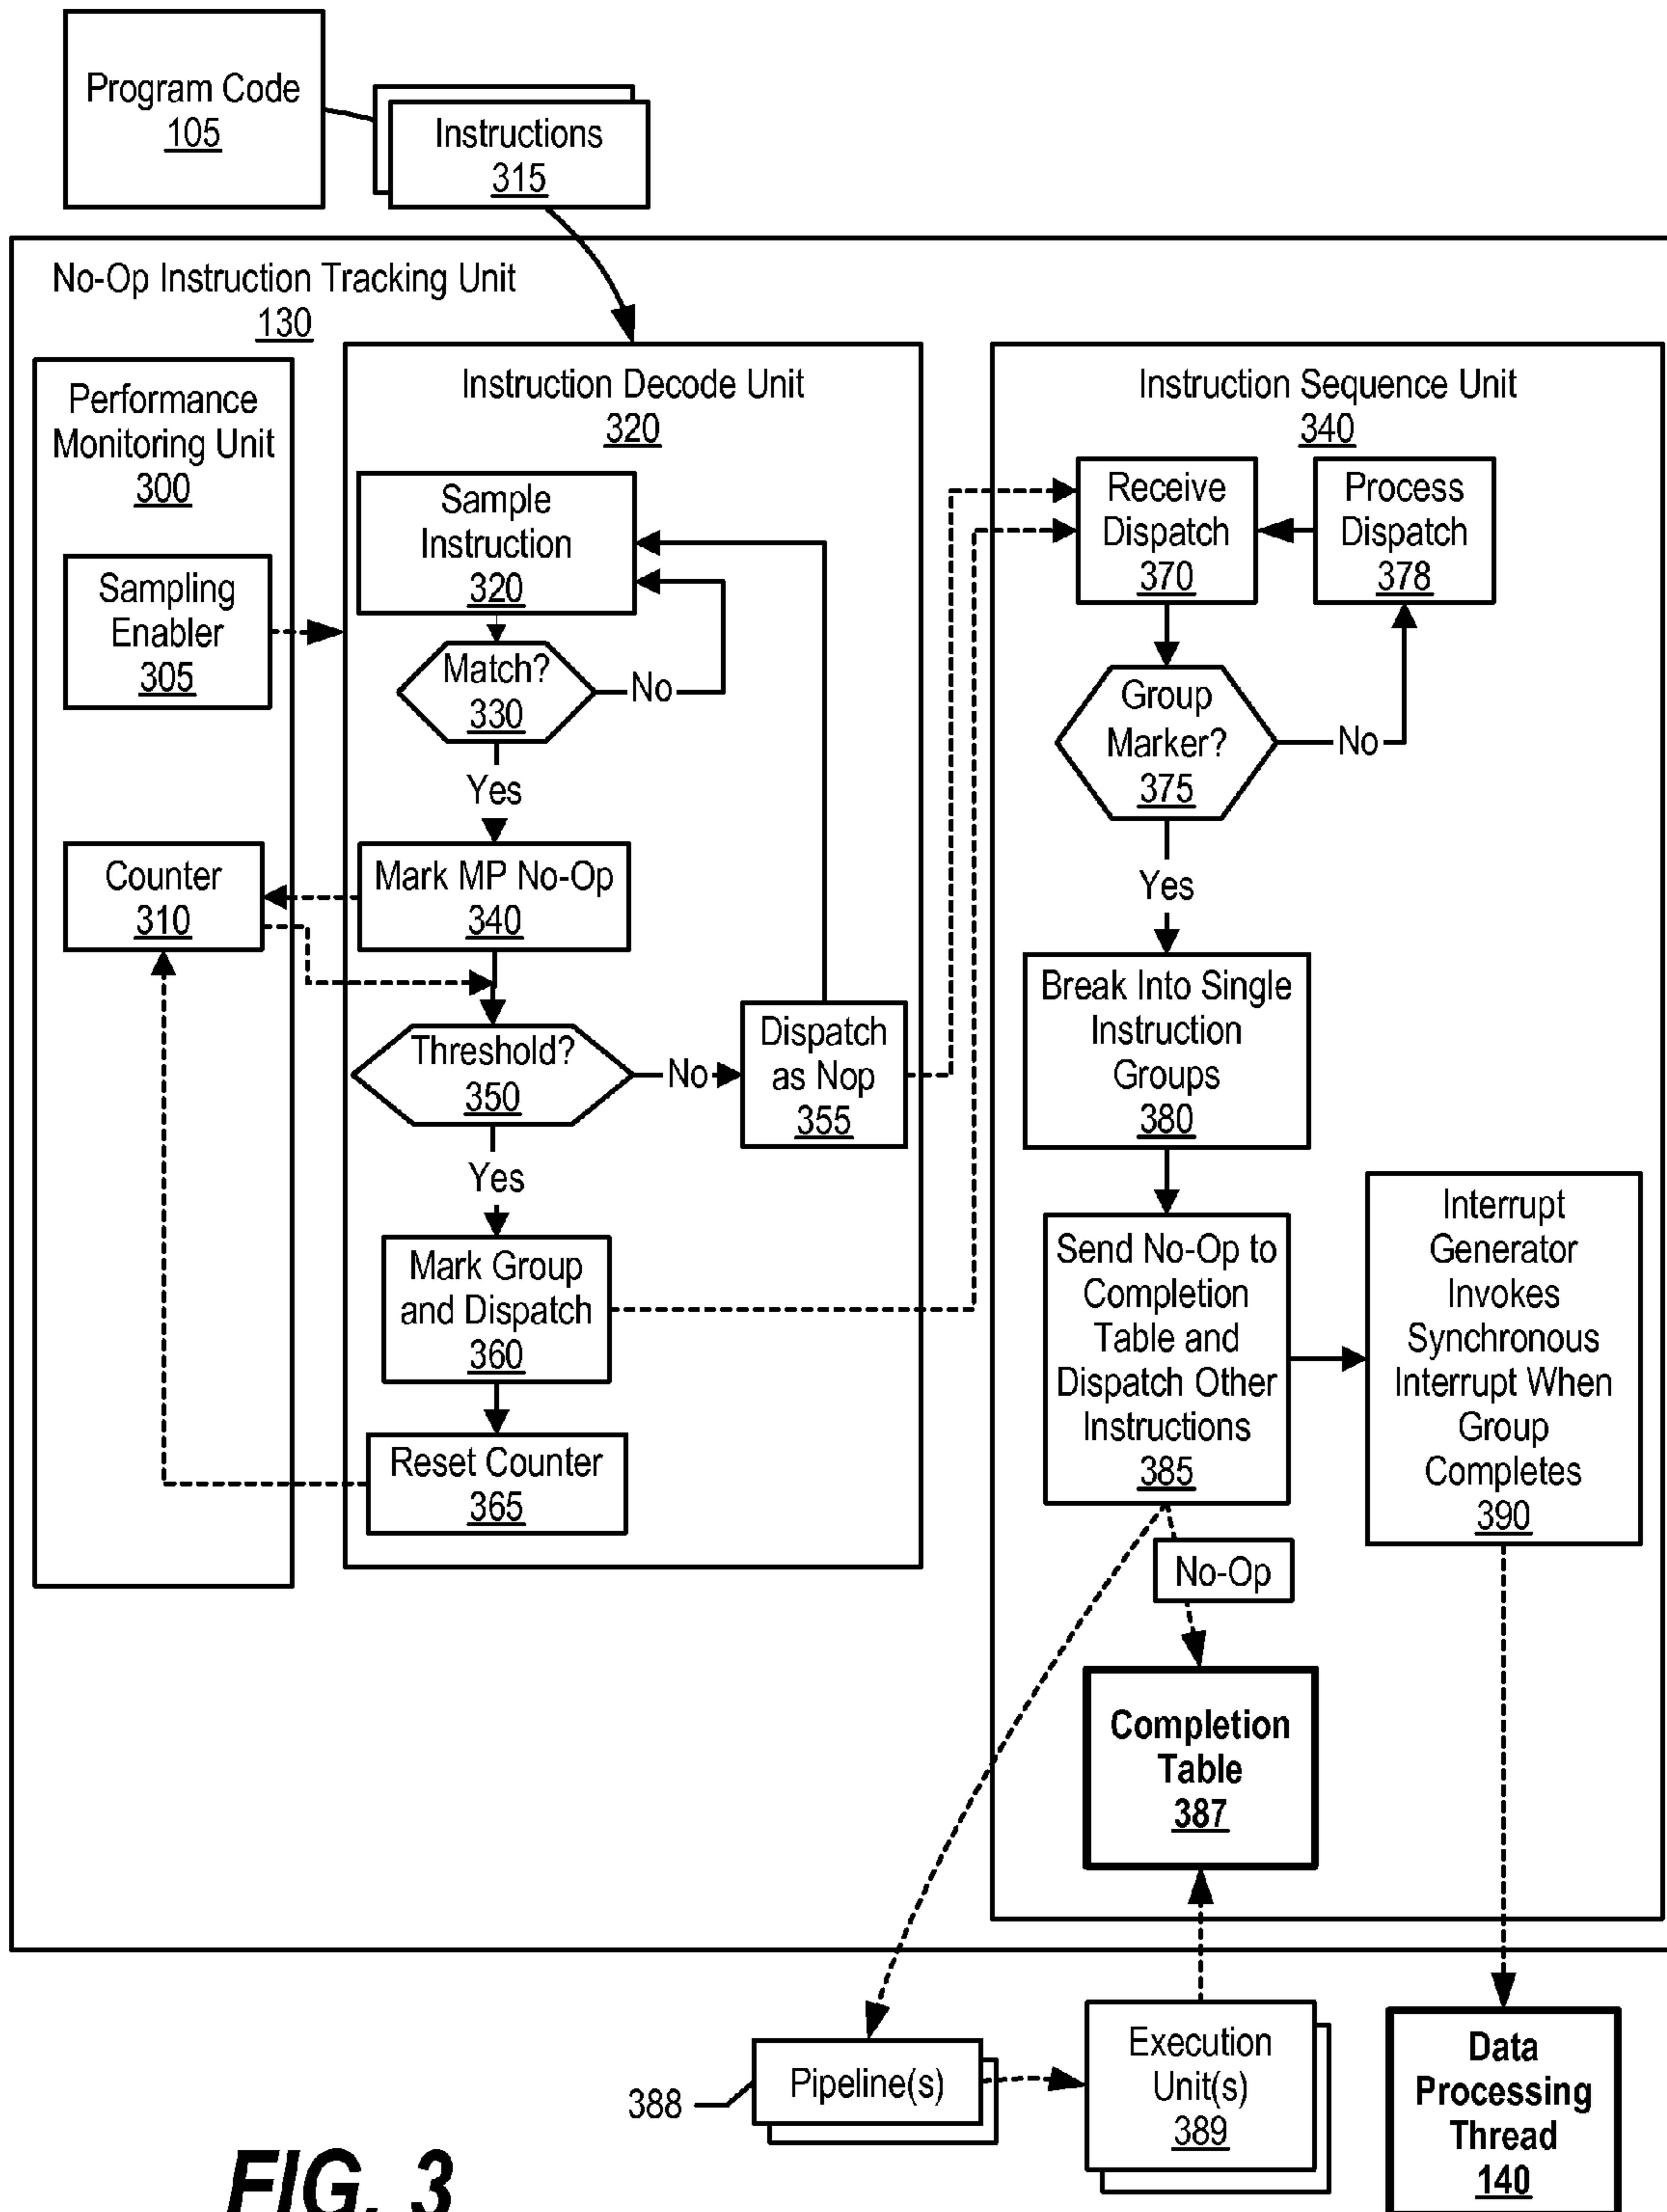 Program Code
105
Instructions
315
No-Op Instruction Tracking Unit
130
Performance
Monitoring Unit
300
Sampling
Enabler
305
Counter
310
Instruction Decode Unit
320
Sample
Instruction
320
Match?
330
No
Yes
Mark MP No-Op
340
Threshold?
350
No
Dispatch
as Nop
355
Yes
Mark Group
and Dispatch
360
Reset Counter
365
Instruction Sequence Unit
340
Receive
Dispatch
370
Process
Dispatch
378
Group
Marker?
375
No
Yes
Break Into Single
Instruction
Groups
380
Send No-Op to
Completion
Table and
Dispatch Other
Instructions
385
Interrupt
Generator
Invokes
Synchronous
Interrupt When
Group
Completes
390
No-Op
Completion
Table
387
388
Pipeline(s)
Execution
Unit(s)
389
Data
Processing
Thread
140
FIG. 3